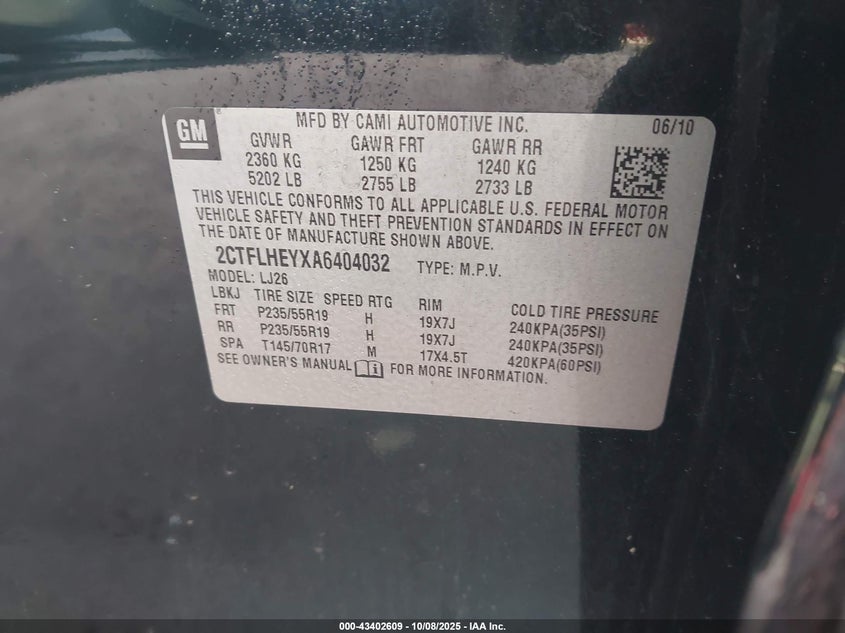 GM
MFD BY CAMI AUTOMOTIVE INC. 06/10
GVWR GAWR FRT GAWR RR
2360 KG 1250 KG 1240 KG
5202 LB 2755 LB 2733 LB
THIS VEHICLE CONFORMS TO ALL APPLICABLE U.S. FEDERAL MOTOR
VEHICLE SAFETY AND THEFT PREVENTION STANDARDS IN EFFECT ON
THE DATE OF MANUFACTURE SHOWN ABOVE.
2CTFLHEYXA6404032 TYPE: M.P.V.
MODEL: LJ26
LBKJ TIRE SIZE SPEED RTG RIM COLD TIRE PRESSURE
FRT P235/55R19 H 19X7J 240KPA(35PSI)
RR P235/55R19 H 19X7J 240KPA(35PSI)
SPA T145/70R17 M 17X4.5T 420KPA(60PSI)
SEE OWNER'S MANUAL i FOR MORE INFORMATION.
000-43402609 - 10/08/2025 - IAA Inc.